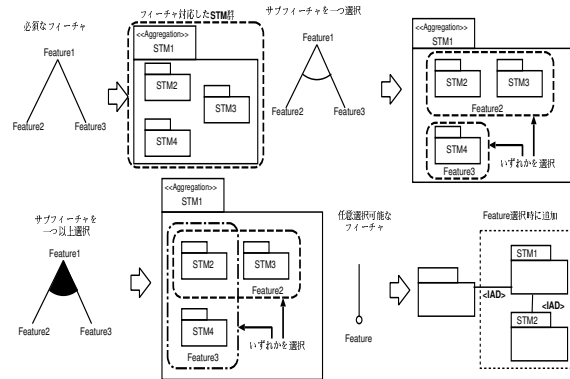 必須なフィーチャ
Feature1
Feature2
Feature3
フィーチャ対応したSTM群
<<Aggregation>>
STM1
STM2
STM3
STM4
サブフィーチャを一つ選択
Feature1
Feature2
Feature3
<<Aggregation>>
STM1
STM2
STM3
Feature2
STM4
Feature3
いずれかを選択
サブフィーチャを
一つ以上選択
Feature1
Feature2
Feature3
<<Aggregation>>
STM1
STM2
STM3
Feature2
STM4
Feature3
いずれかを選択
任意選択可能な
フィーチャ
Feature
Feature選択時に追加
STM1
<IAD>
<IAD>
STM2